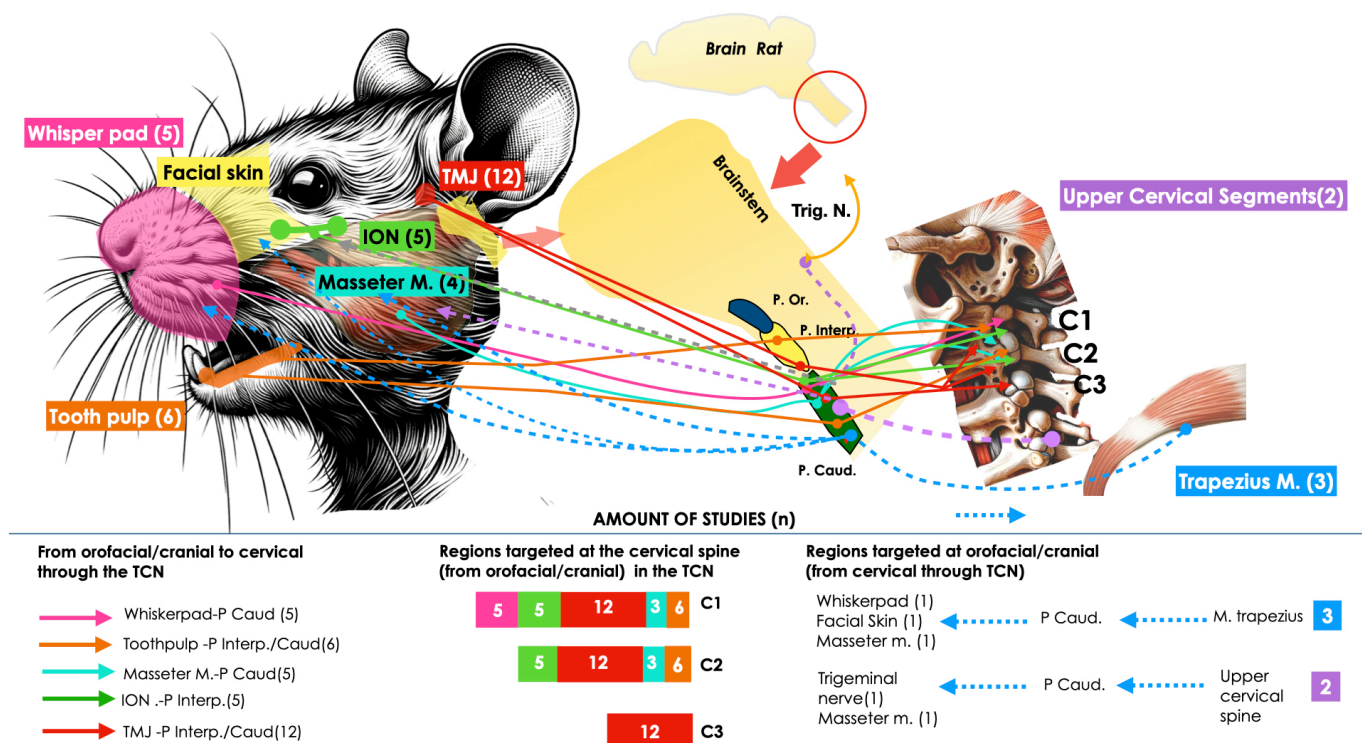 Brain Rat
Whisper pad (5)
Facial skin
TMJ (12)
Brainstem
Trig. N.
Upper Cervical Segments(2)
ION (5)
Masseter M. (4)
P. Or.
P. Interp.
C1
C2
C3
Tooth pulp (6)
P. Caud.
Trapezius M. (3)
AMOUNT OF STUDIES (n)
From orofacial/cranial to cervical
through the TCN
Whiskerpad-P Caud (5)
Toothpulp -P Interp./Caud(6)
Masseter M.-P Caud(5)
ION .-P Interp.(5)
TMJ -P Interp./Caud(12)
Regions targeted at the cervical spine
(from orofacial/cranial) in the TCN
5 5 12 3 6 C1
5 12 3 6 C2
12 C3
Regions targeted at orofacial/cranial
(from cervical through TCN)
Whiskerpad (1)
Facial Skin (1)
Masseter m. (1)
P Caud.
M. trapezius
3
Trigeminal
nerve(1)
Masseter m. (1)
P Caud.
Upper
cervical
spine
2